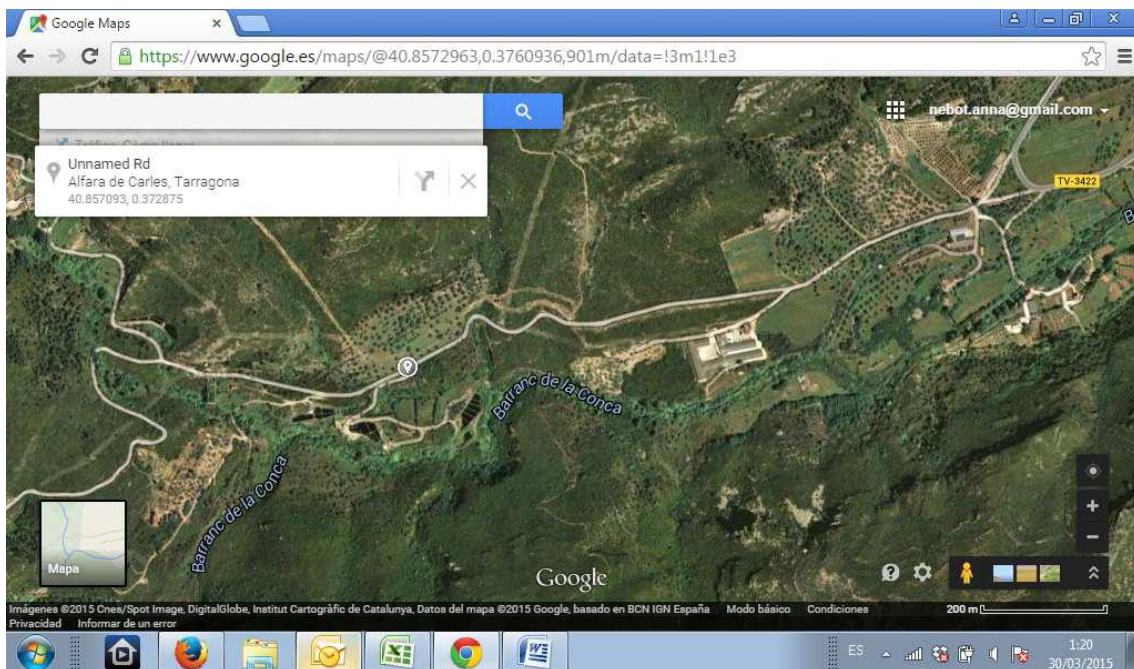 Google Maps
https://www.google.es/maps/@40.8572963,0.3760936,901m/data=!3m1!1e3
nebot.anna@gmail.com
Unnamed Rd
Alfara de Carles, Tarragona
40.857093, 0.372875
TV-3422
B
Barranc de la Conca
Barranc de la Conca
Mapa
Google
Imágenes ©2015 Cnes/Spot Image, DigitalGlobe, Institut Cartogràfic de Catalunya, Datos del mapa ©2015 Google, basado en BCN IGN España Modo básico Condiciones 200 m
Privacidad Informar de un error
ES 1:20
30/03/2015